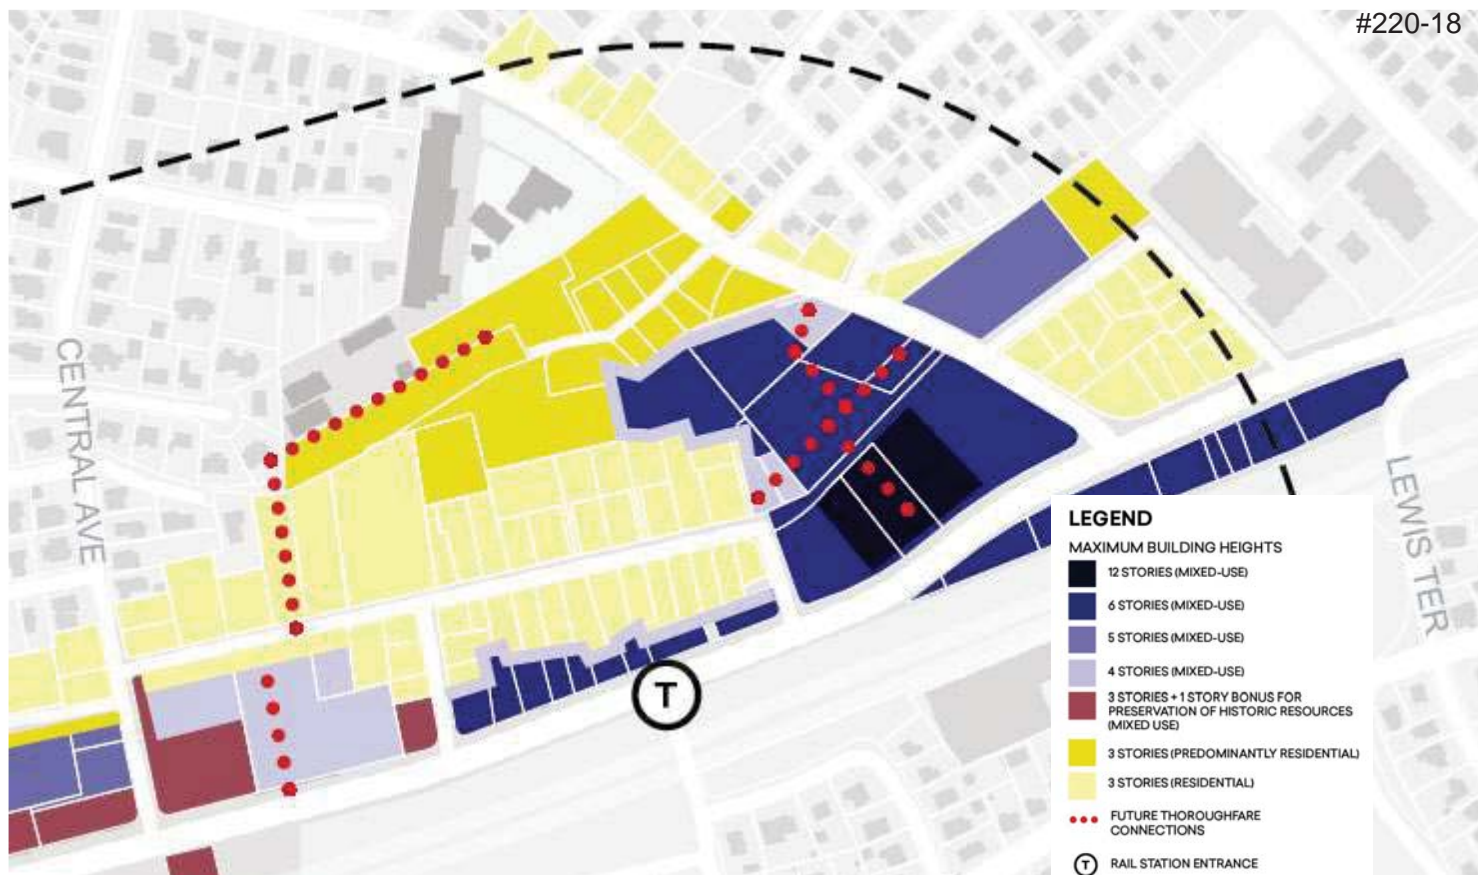 #220-18
CENTRAL AVE
LEWIS TER
T
LEGEND
MAXIMUM BUILDING HEIGHTS
12 STORIES (MIXED-USE)
6 STORIES (MIXED-USE)
5 STORIES (MIXED-USE)
4 STORIES (MIXED-USE)
3 STORIES + 1 STORY BONUS FOR
PRESERVATION OF HISTORIC RESOURCES
(MIXED USE)
3 STORIES (PREDOMINANTLY RESIDENTIAL)
3 STORIES (RESIDENTIAL)
FUTURE THOROUGHFARE
CONNECTIONS
T RAIL STATION ENTRANCE